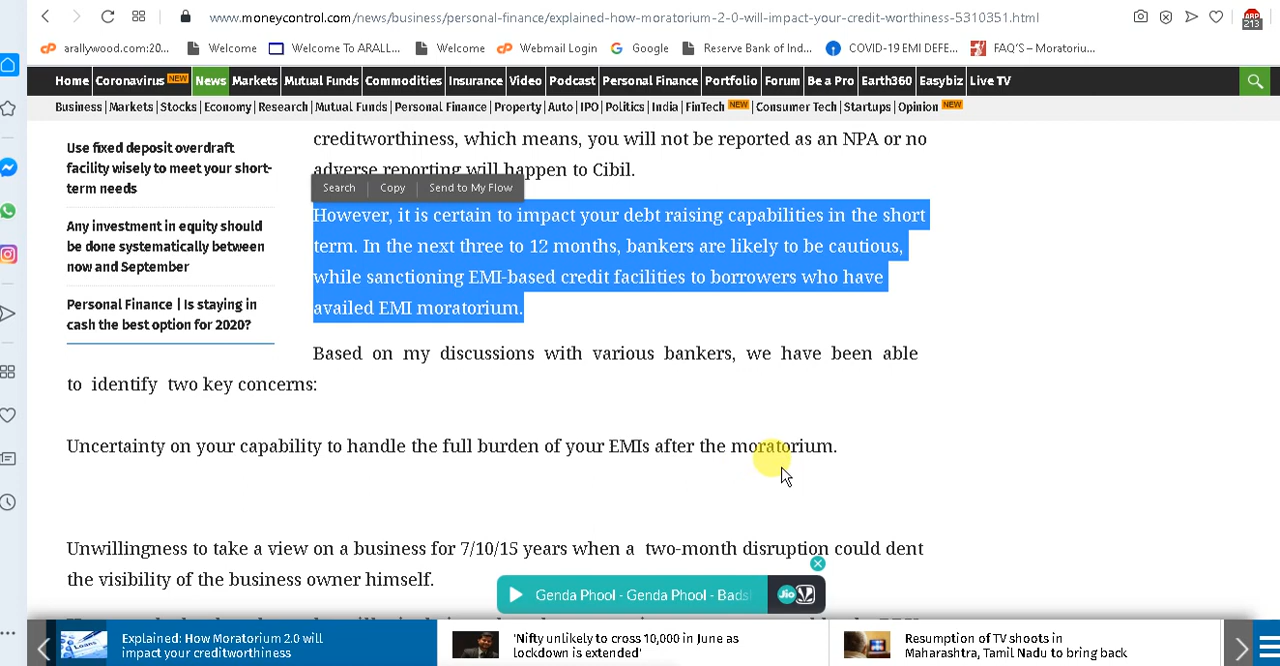 www.moneycontrol.com/news/business/personal-finance/explained-how-moratorium-2-0-will-impact-your-credit-worthiness-5310351.html
ARP
213
arallywood.com:20...
Welcome
Welcome To ARALL...
Welcome
Webmail Login
Google
Reserve Bank of Ind...
COVID-19 EMI DEFE...
FAQ'S – Moratoriu...
Home
Coronavirus NEW
News
Markets
Mutual Funds
Commodities
Insurance
Video
Podcast
Personal Finance
Portfolio
Forum
Be a Pro
Earth360
Easybiz
Live TV
Business | Markets | Stocks | Economy | Research | Mutual Funds | Personal Finance | Property | Auto | IPO | Politics | India | FinTech NEW | Consumer Tech | Startups | Opinion NEW
Use fixed deposit overdraft
facility wisely to meet your short-
term needs
Any investment in equity should
be done systematically between
now and September
Personal Finance | Is staying in
cash the best option for 2020?
creditworthiness, which means, you will not be reported as an NPA or no
adverse reporting will happen to Cibil.
Search
Copy
Send to My Flow
However, it is certain to impact your debt raising capabilities in the short
term. In the next three to 12 months, bankers are likely to be cautious,
while sanctioning EMI-based credit facilities to borrowers who have
availed EMI moratorium.
Based on my discussions with various bankers, we have been able
to identify two key concerns:
Uncertainty on your capability to handle the full burden of your EMIs after the moratorium.
Unwillingness to take a view on a business for 7/10/15 years when a two-month disruption could dent
the visibility of the business owner himself.
Genda Phool - Genda Phool - Bads
Jio
Explained: How Moratorium 2.0 will
impact your creditworthiness
'Nifty unlikely to cross 10,000 in June as
lockdown is extended'
Resumption of TV shoots in
Maharashtra, Tamil Nadu to bring back